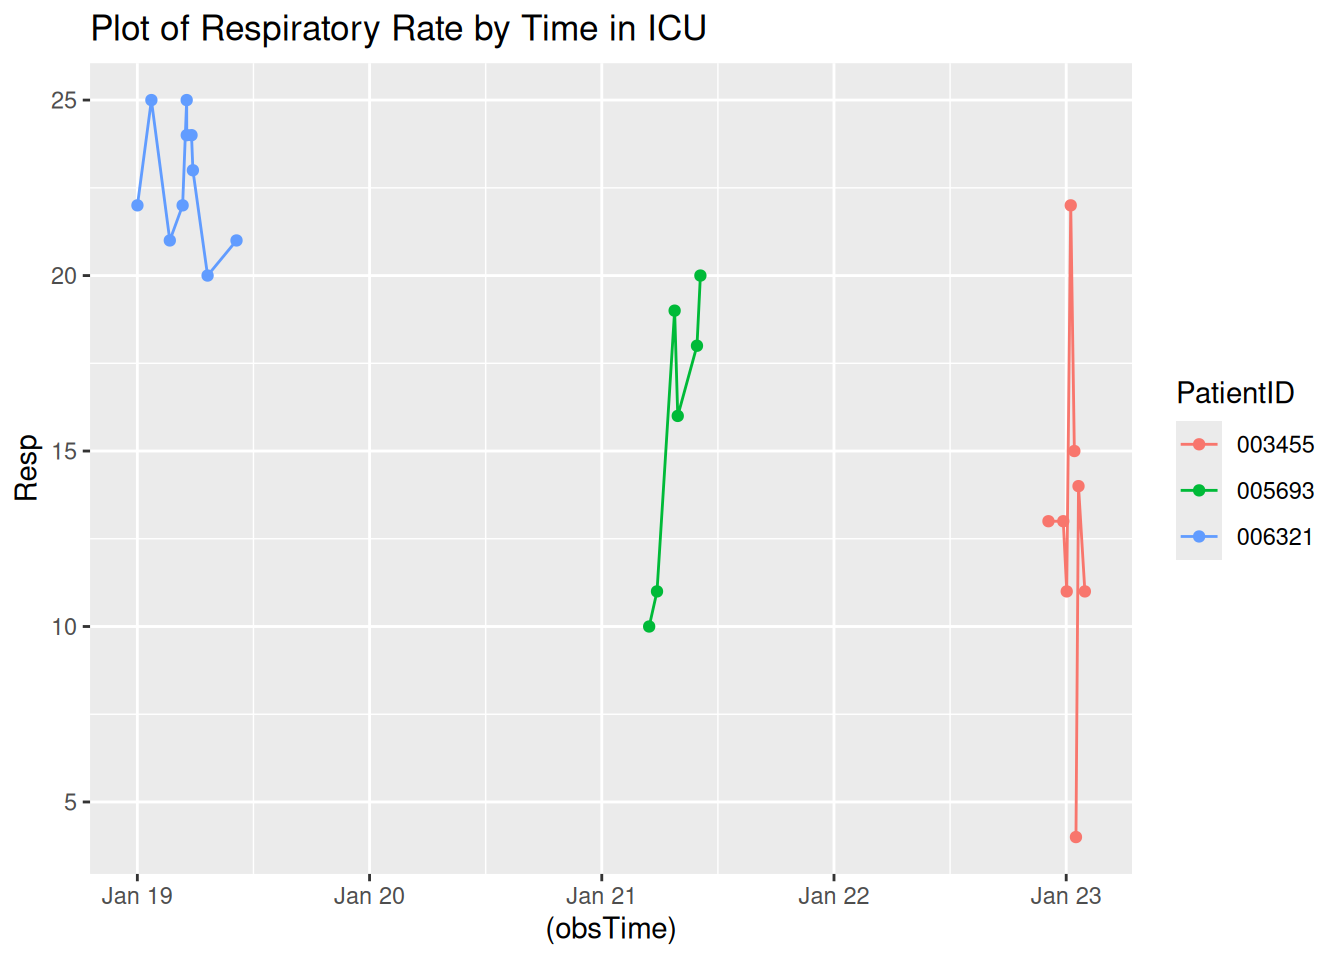 Plot of Respiratory Rate by Time in ICU
25
20
15
10
5
Resp
Jan 19 Jan 20 Jan 21 Jan 22 Jan 23
(obsTime)
PatientID
003455
005693
006321